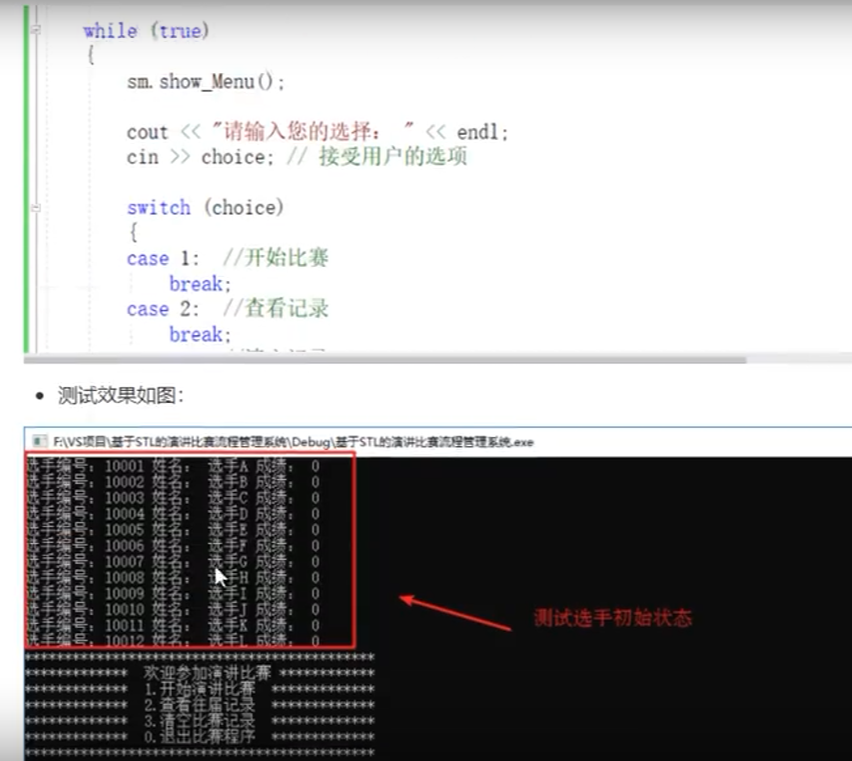 while (true)
{
sm.show_Menu();
cout << "请输入您的选择： " << endl;
cin >> choice; // 接受用户的选项
switch (choice)
{
case 1: //开始比赛
break;
case 2: //查看记录
break;
• 测试效果如图：
F:\VS项目\基于STL的演讲比赛流程管理系统\Debug\基于STL的演讲比赛流程管理系统.exe
选手编号：10001 姓名： 选手A 成绩： 0
选手编号：10002 姓名： 选手B 成绩： 0
选手编号：10003 姓名： 选手C 成绩： 0
选手编号：10004 姓名： 选手D 成绩： 0
选手编号：10005 姓名： 选手E 成绩： 0
选手编号：10006 姓名： 选手F 成绩： 0
选手编号：10007 姓名： 选手G 成绩： 0
选手编号：10008 姓名： 选手H 成绩： 0
选手编号：10009 姓名： 选手I 成绩： 0
选手编号：10010 姓名： 选手J 成绩： 0
选手编号：10011 姓名： 选手K 成绩： 0
选手编号：10012 姓名： 选手L 成绩： 0
测试选手初始状态
********************************************
************* 欢迎参加演讲比赛 ************
************* 1.开始演讲比赛 *************
************* 2.查看往届记录 *************
************* 3.清空比赛记录 *************
************* 0.退出比赛程序 *************
********************************************